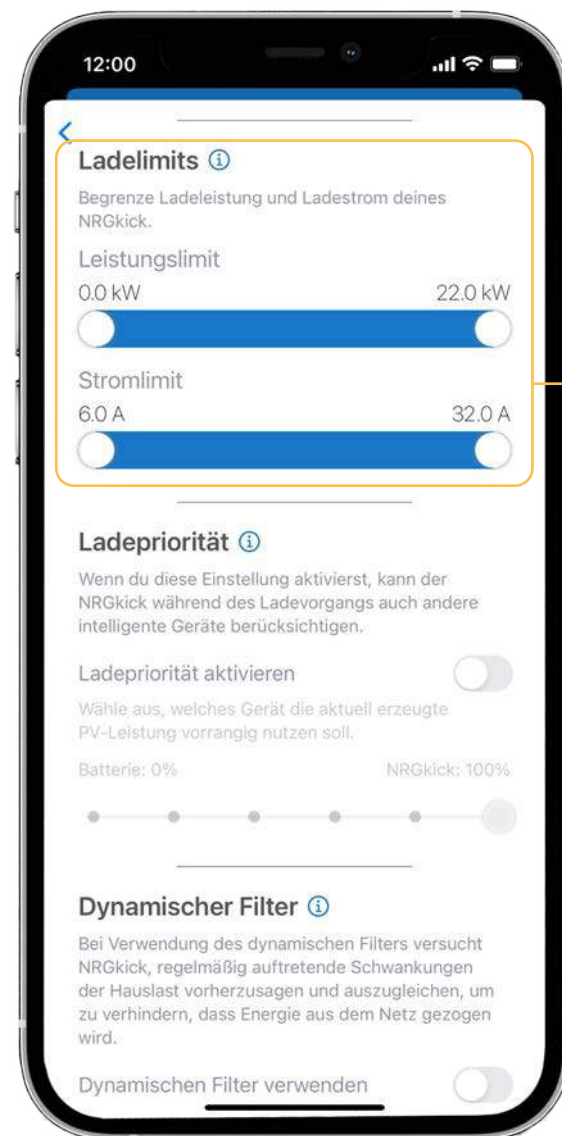 12:00
Ladelimits
Begrenze Ladeleistung und Ladestrom deines
NRGkick.
Leistungslimit
0.0 kW 22.0 kW
Stromlimit
6.0 A 32.0 A
Ladepriorität
Wenn du diese Einstellung aktivierst, kann der
NRGkick während des Ladevorgangs auch andere
intelligente Geräte berücksichtigen.
Ladepriorität aktivieren
Wähle aus, welches Gerät die aktuell erzeugte
PV-Leistung vorrangig nutzen soll.
Batterie: 0% NRGkick: 100%
Dynamischer Filter
Bei Verwendung des dynamischen Filters versucht
NRGkick, regelmäßig auftretende Schwankungen
der Hauslast vorherzusagen und auszugleichen, um
zu verhindern, dass Energie aus dem Netz gezogen
wird.
Dynamischen Filter verwenden